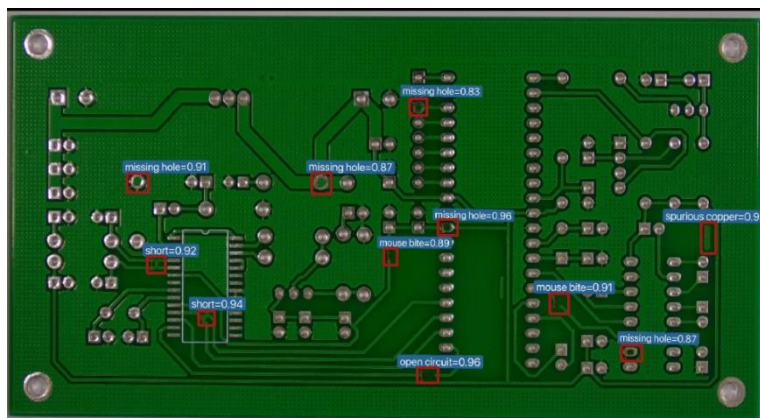 missing hole=0.83
missing hole=0.91
missing hole=0.87
missing hole=0.96
spurious copper=0.9
short=0.92
mouse bite=0.89
mouse bite=0.91
short=0.94
missing hole=0.87
open circuit=0.96